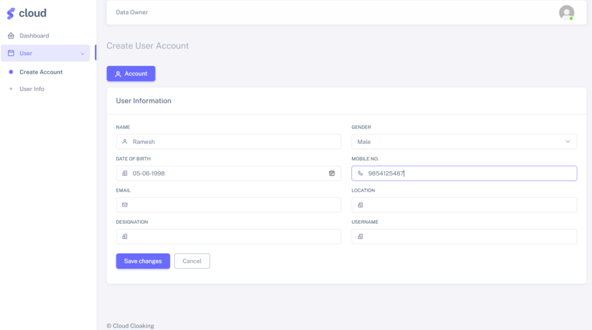 cloud
Data Owner
Dashboard
User
Create Account
User Info
Create User Account
Account
User Information
NAME
GENDER
Ramesh
Male
DATE OF BIRTH
MOBILE NO.
05-06-1998
9854125487
EMAIL
LOCATION
DESIGNATION
USERNAME
Save changes
Cancel
© Cloud Cloaking